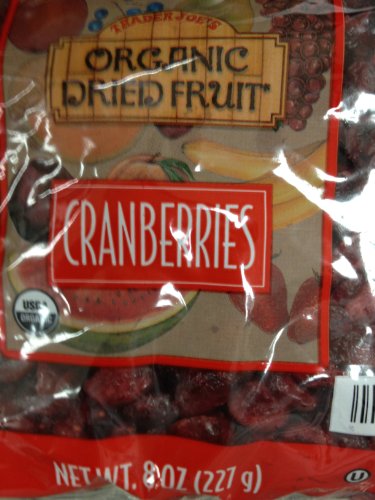 TRADER JOE'S
ORGANIC
DRIED FRUIT
CRANBERRIES
USDA
ORGANIC
NET WT. 8 OZ (227 g)
U